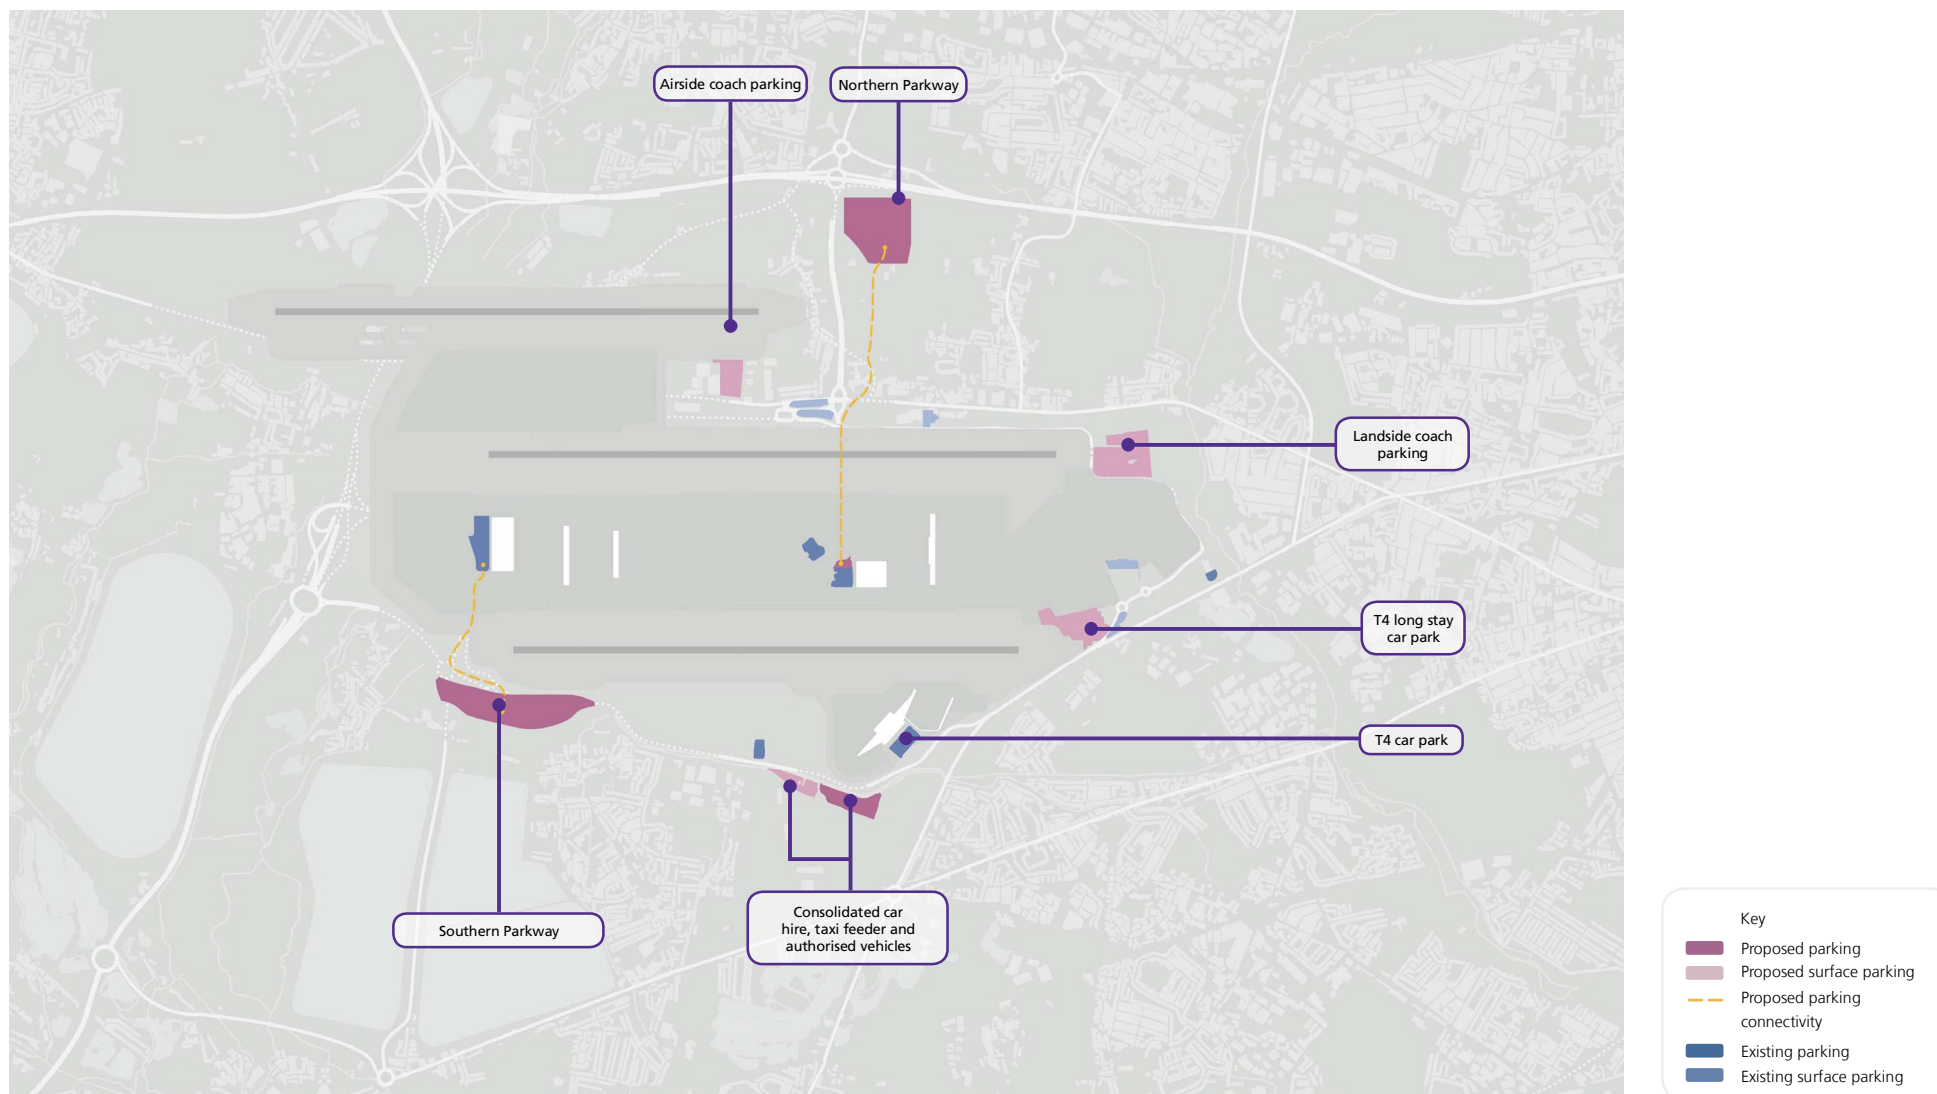 Airside coach parking
Northern Parkway
Landside coach
parking
T4 long stay
car park
T4 car park
Southern Parkway
Consolidated car
hire, taxi feeder and
authorised vehicles
Key
Proposed parking
Proposed surface parking
Proposed parking
connectivity
Existing parking
Existing surface parking